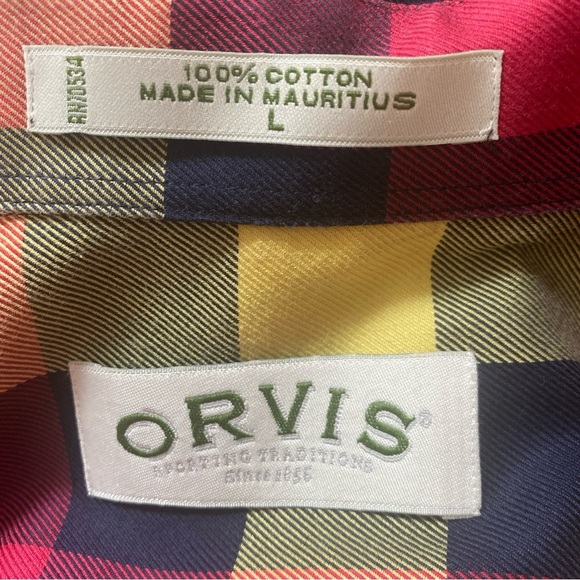 RN70534
100% COTTON
MADE IN MAURITIUS
L
ORVIS®
SPORTING TRADITIONS
Since 1856